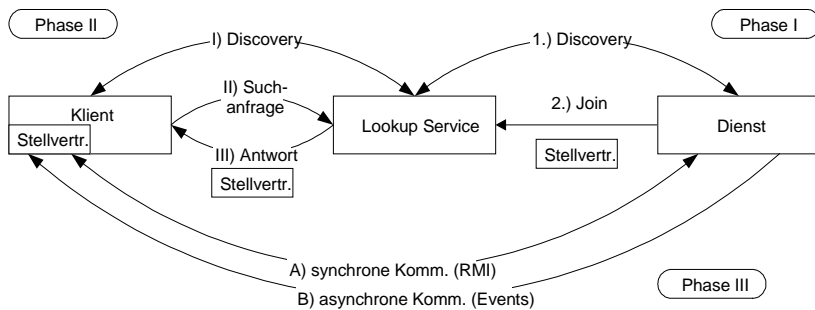 Phase II
Phase I
I) Discovery
1.) Discovery
II) Such-
anfrage
Klient
Stellvertr.
Lookup Service
2.) Join
Dienst
III) Antwort
Stellvertr.
Stellvertr.
A) synchrone Komm. (RMI)
B) asynchrone Komm. (Events)
Phase III